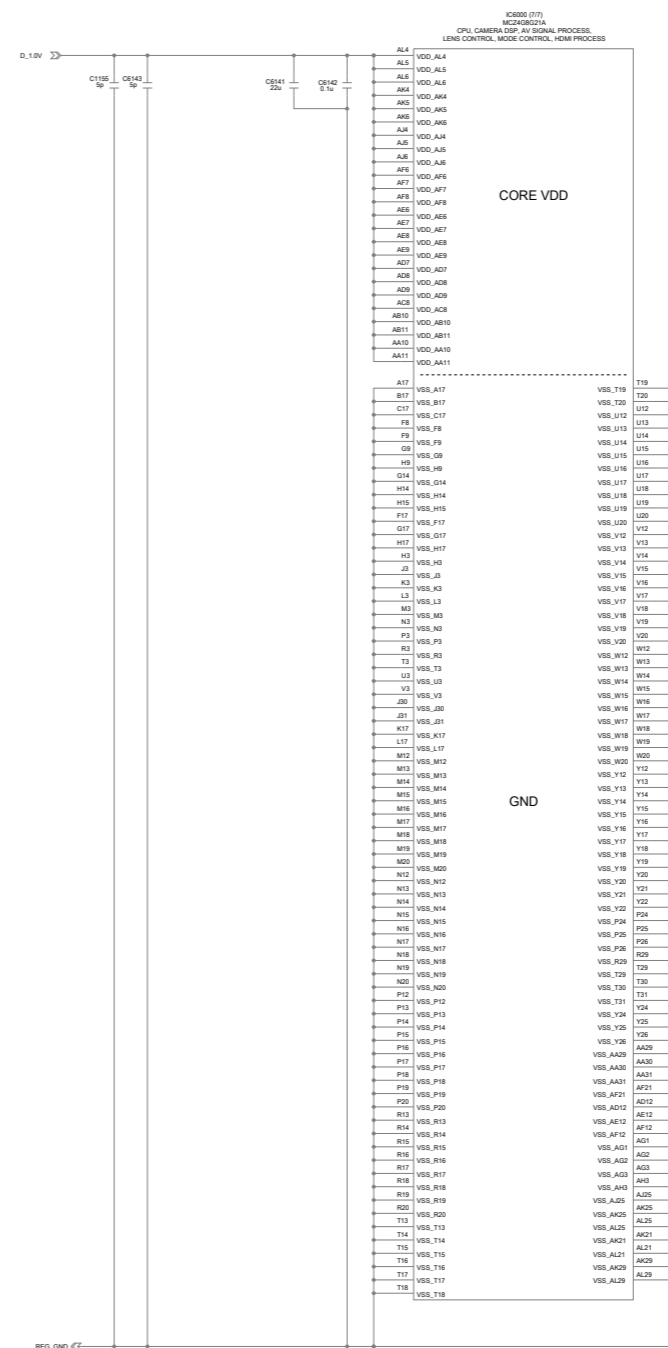 IC6000 (7/7)
MCZ4G8G21A
CPU, CAMERA DSP, AV SIGNAL PROCESS,
LENS CONTROL, MODE CONTROL, HDMI PROCESS
D_1.0V
C1155
5p
C6143
5p
C6141
22u
C6142
0.1u
CORE VDD
AL4 VDD_AL4
AL5 VDD_AL5
AL6 VDD_AL6
AK4 VDD_AK4
AK5 VDD_AK5
AK6 VDD_AK6
AJ4 VDD_AJ4
AJ5 VDD_AJ5
AJ6 VDD_AJ6
AF6 VDD_AF6
AF7 VDD_AF7
AF8 VDD_AF8
AE6 VDD_AE6
AE7 VDD_AE7
AE8 VDD_AE8
AE9 VDD_AE9
AD7 VDD_AD7
AD8 VDD_AD8
AD9 VDD_AD9
AC8 VDD_AC8
AB10 VDD_AB10
AB11 VDD_AB11
AA10 VDD_AA10
AA11 VDD_AA11
GND
A17 VSS_A17 VSS_T19 T19
B17 VSS_B17 VSS_T20 T20
C17 VSS_C17 VSS_U12 U12
F8 VSS_F8 VSS_U13 U13
F9 VSS_F9 VSS_U14 U14
G9 VSS_G9 VSS_U15 U15
H9 VSS_H9 VSS_U16 U16
G14 VSS_G14 VSS_U17 U17
H14 VSS_H14 VSS_U18 U18
H15 VSS_H15 VSS_U19 U19
F17 VSS_F17 VSS_U20 U20
G17 VSS_G17 VSS_V12 V12
H17 VSS_H17 VSS_V13 V13
H3 VSS_H3 VSS_V14 V14
J3 VSS_J3 VSS_V15 V15
K3 VSS_K3 VSS_V16 V16
L3 VSS_L3 VSS_V17 V17
M3 VSS_M3 VSS_V18 V18
N3 VSS_N3 VSS_V19 V19
P3 VSS_P3 VSS_V20 V20
R3 VSS_R3 VSS_W12 W12
T3 VSS_T3 VSS_W13 W13
U3 VSS_U3 VSS_W14 W14
V3 VSS_V3 VSS_W15 W15
J30 VSS_J30 VSS_W16 W16
J31 VSS_J31 VSS_W17 W17
K17 VSS_K17 VSS_W18 W18
L17 VSS_L17 VSS_W19 W19
M12 VSS_M12 VSS_W20 W20
M13 VSS_M13 VSS_Y12 Y12
M14 VSS_M14 VSS_Y13 Y13
M15 VSS_M15 VSS_Y14 Y14
M16 VSS_M16 VSS_Y15 Y15
M17 VSS_M17 VSS_Y16 Y16
M18 VSS_M18 VSS_Y17 Y17
M19 VSS_M19 VSS_Y18 Y18
M20 VSS_M20 VSS_Y19 Y19
N12 VSS_N12 VSS_Y20 Y20
N13 VSS_N13 VSS_Y21 Y21
N14 VSS_N14 VSS_Y22 Y22
N15 VSS_N15 VSS_P24 P24
N16 VSS_N16 VSS_P25 P25
N17 VSS_N17 VSS_P26 P26
N18 VSS_N18 VSS_R29 R29
N19 VSS_N19 VSS_T29 T29
N20 VSS_N20 VSS_T30 T30
P12 VSS_P12 VSS_T31 T31
P13 VSS_P13 VSS_Y24 Y24
P14 VSS_P14 VSS_Y25 Y25
P15 VSS_P15 VSS_Y26 Y26
P16 VSS_P16 VSS_AA29 AA29
P17 VSS_P17 VSS_AA30 AA30
P18 VSS_P18 VSS_AA31 AA31
P19 VSS_P19 VSS_AF21 AF21
P20 VSS_P20 VSS_AD12 AD12
R13 VSS_R13 VSS_AE12 AE12
R14 VSS_R14 VSS_AF12 AF12
R15 VSS_R15 VSS_AG1 AG1
R16 VSS_R16 VSS_AG2 AG2
R17 VSS_R17 VSS_AG3 AG3
R18 VSS_R18 VSS_AH3 AH3
R19 VSS_R19 VSS_AJ25 AJ25
R20 VSS_R20 VSS_AK25 AK25
T13 VSS_T13 VSS_AL25 AL25
T14 VSS_T14 VSS_AK21 AK21
T15 VSS_T15 VSS_AL21 AL21
T16 VSS_T16 VSS_AK29 AK29
T17 VSS_T17 VSS_AL29 AL29
T18 VSS_T18
REG_GND